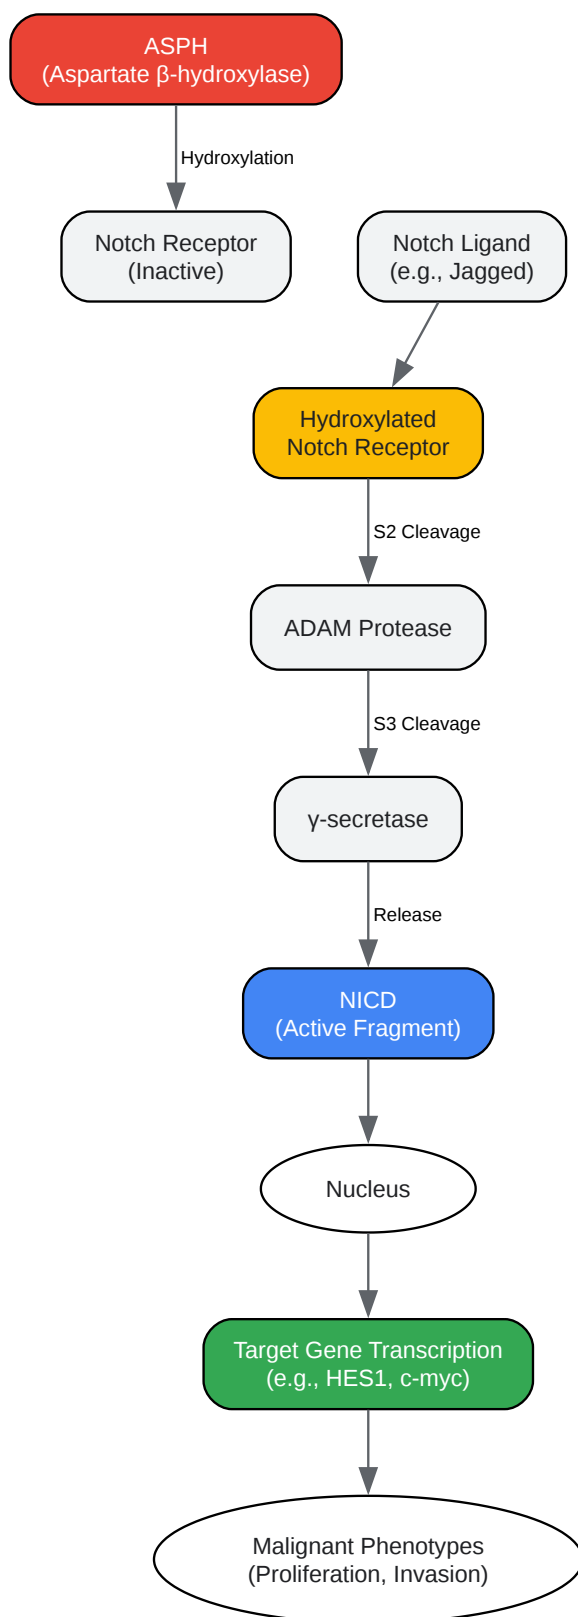 ASPH
(Aspartate β-hydroxylase)
Hydroxylation
Notch Receptor
(Inactive)
Notch Ligand
(e.g., Jagged)
Hydroxylated
Notch Receptor
S2 Cleavage
ADAM Protease
S3 Cleavage
γ-secretase
Release
NICD
(Active Fragment)
Nucleus
Target Gene Transcription
(e.g., HES1, c-myc)
Malignant Phenotypes
(Proliferation, Invasion)